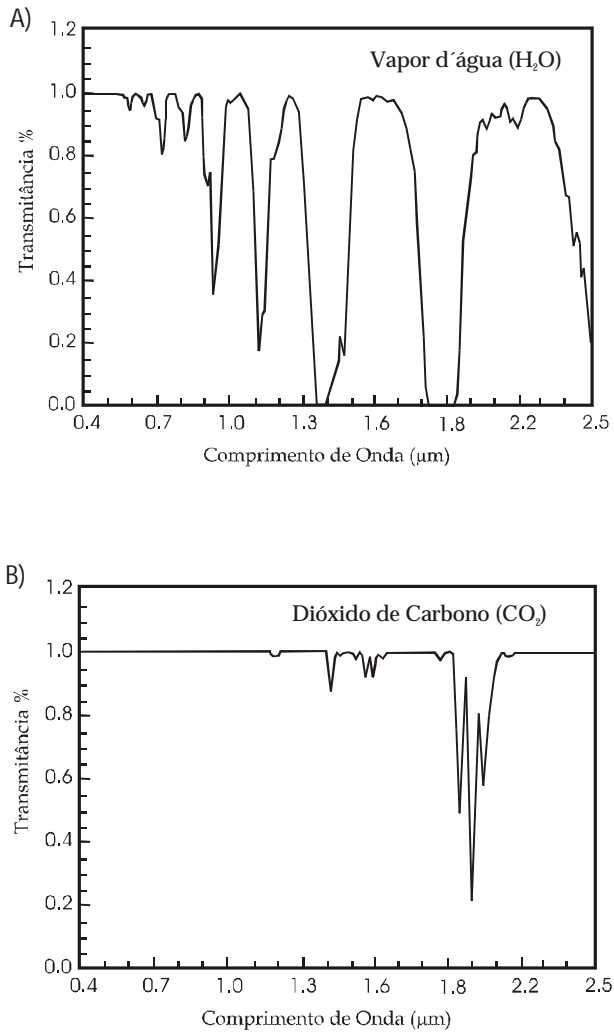 A)
Vapor d´água (H₂O)
Transmitância %
1.2
1.0
0.8
0.6
0.4
0.2
0.0
0.4 0.7 1.0 1.3 1.6 1.8 2.2 2.5
Comprimento de Onda (µm)
B)
Dióxido de Carbono (CO₂)
Transmitância %
1.2
1.0
0.8
0.6
0.4
0.2
0.0
0.4 0.7 1.0 1.3 1.6 1.8 2.2 2.5
Comprimento de Onda (µm)